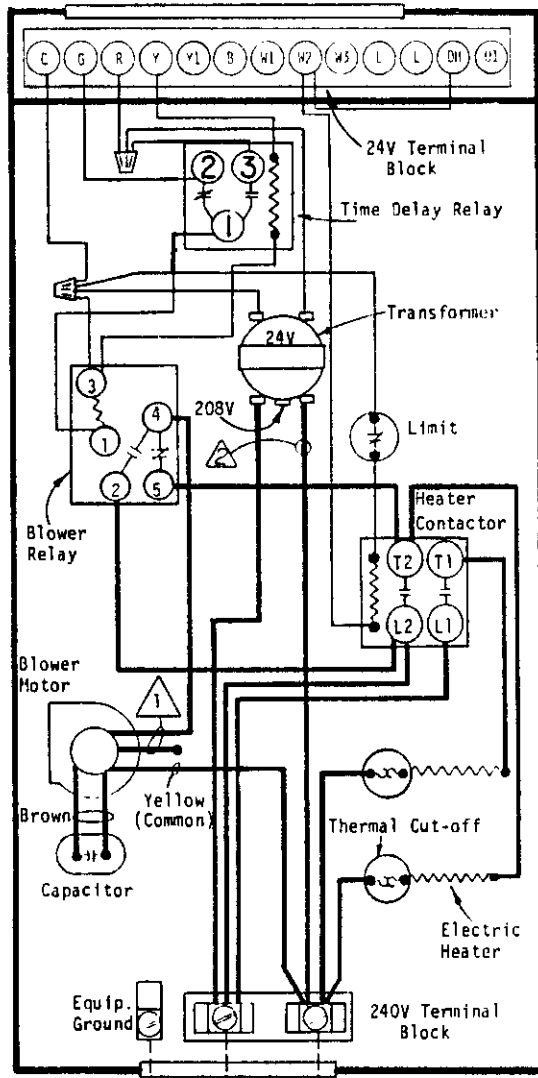 C G R Y Y1 B W1 W2 W3 L L DH O1
24V Terminal
Block
2 3
1
Time Delay Relay
Transformer
24V
3
208V
4
Limit
1
2
2 5
Heater
Contactor
Blower
Relay
T2 T1
L2 L1
Blower
Motor
1
Yellow
(Common)
Brown
Thermal Cut-off
Capacitor
Electric
Heater
Equip.
Ground
240V Terminal
Block